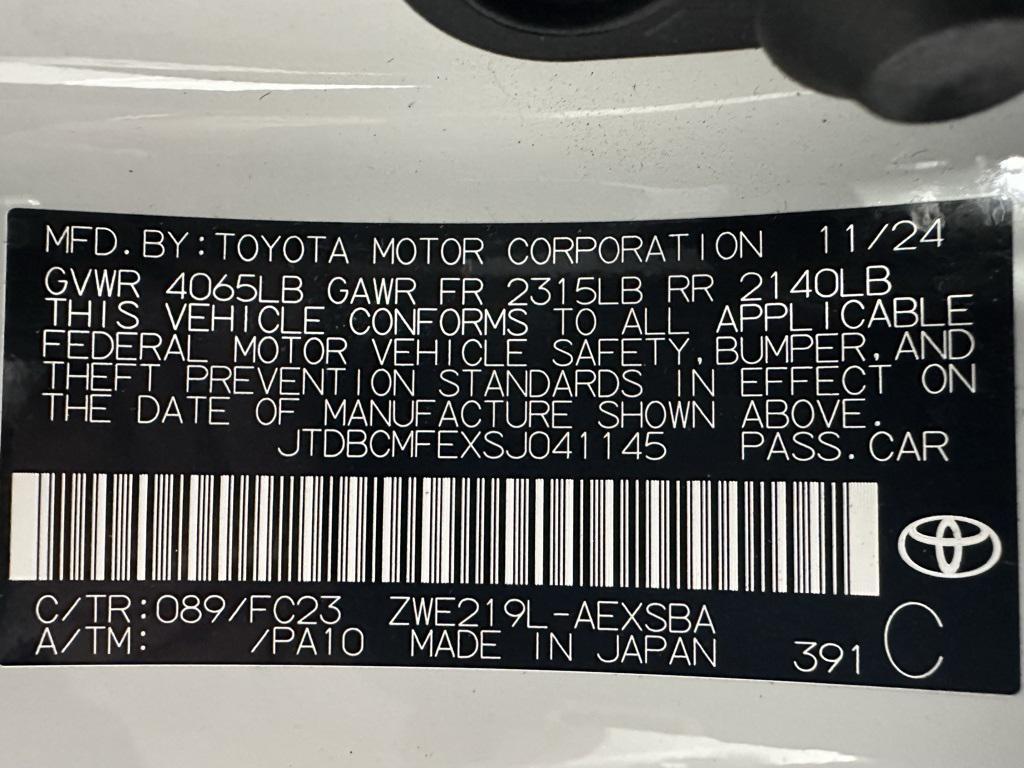 MFD. BY: TOYOTA MOTOR CORPORATION 11/24
GVWR 4065LB GAWR FR 2315LB RR 2140LB
THIS VEHICLE CONFORMS TO ALL APPLICABLE
FEDERAL MOTOR VEHICLE SAFETY, BUMPER, AND
THEFT PREVENTION STANDARDS IN EFFECT ON
THE DATE OF MANUFACTURE SHOWN ABOVE.
JTDBCMFEXSJ041145 PASS. CAR
C/TR: 089/FC23 ZWE219L-AEXSBA
A/TM: /PA10 MADE IN JAPAN 391 C